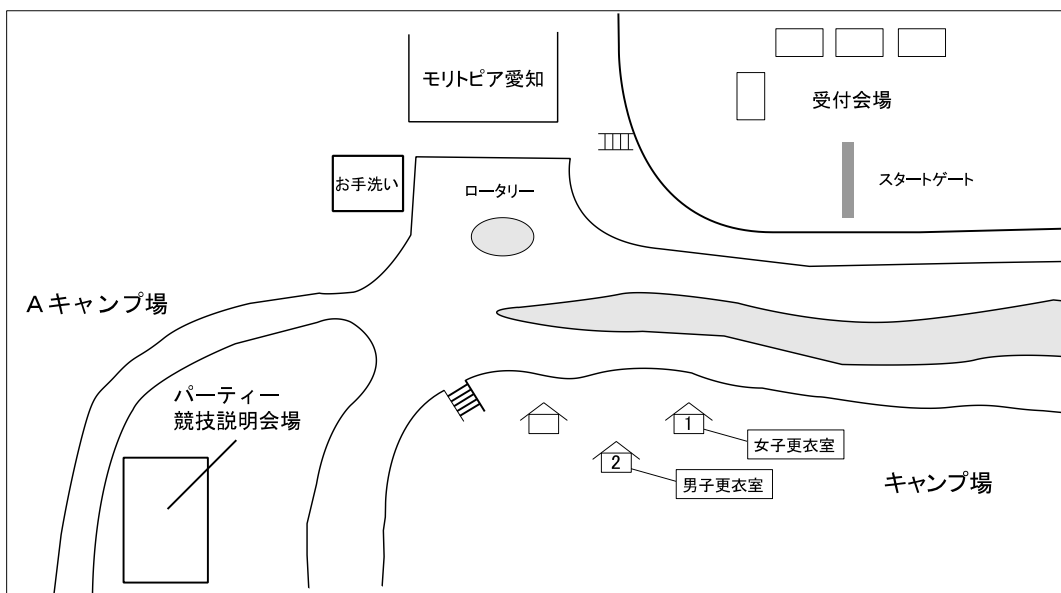 モリトピア愛知
受付会場
お手洗い
ロータリー
スタートゲート
Aキャンプ場
パーティー
競技説明会場
1
女子更衣室
2
男子更衣室
キャンプ場